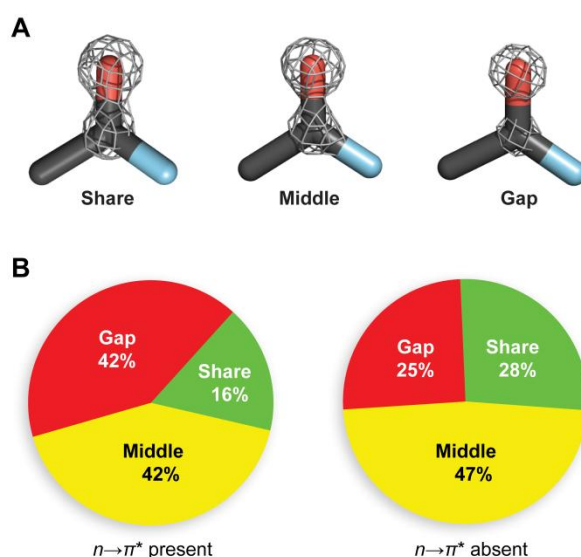 A
Share Middle Gap
B
Gap
42%
Share
16%
Middle
42%
Gap
25%
Share
28%
Middle
47%
n→π* present n→π* absent